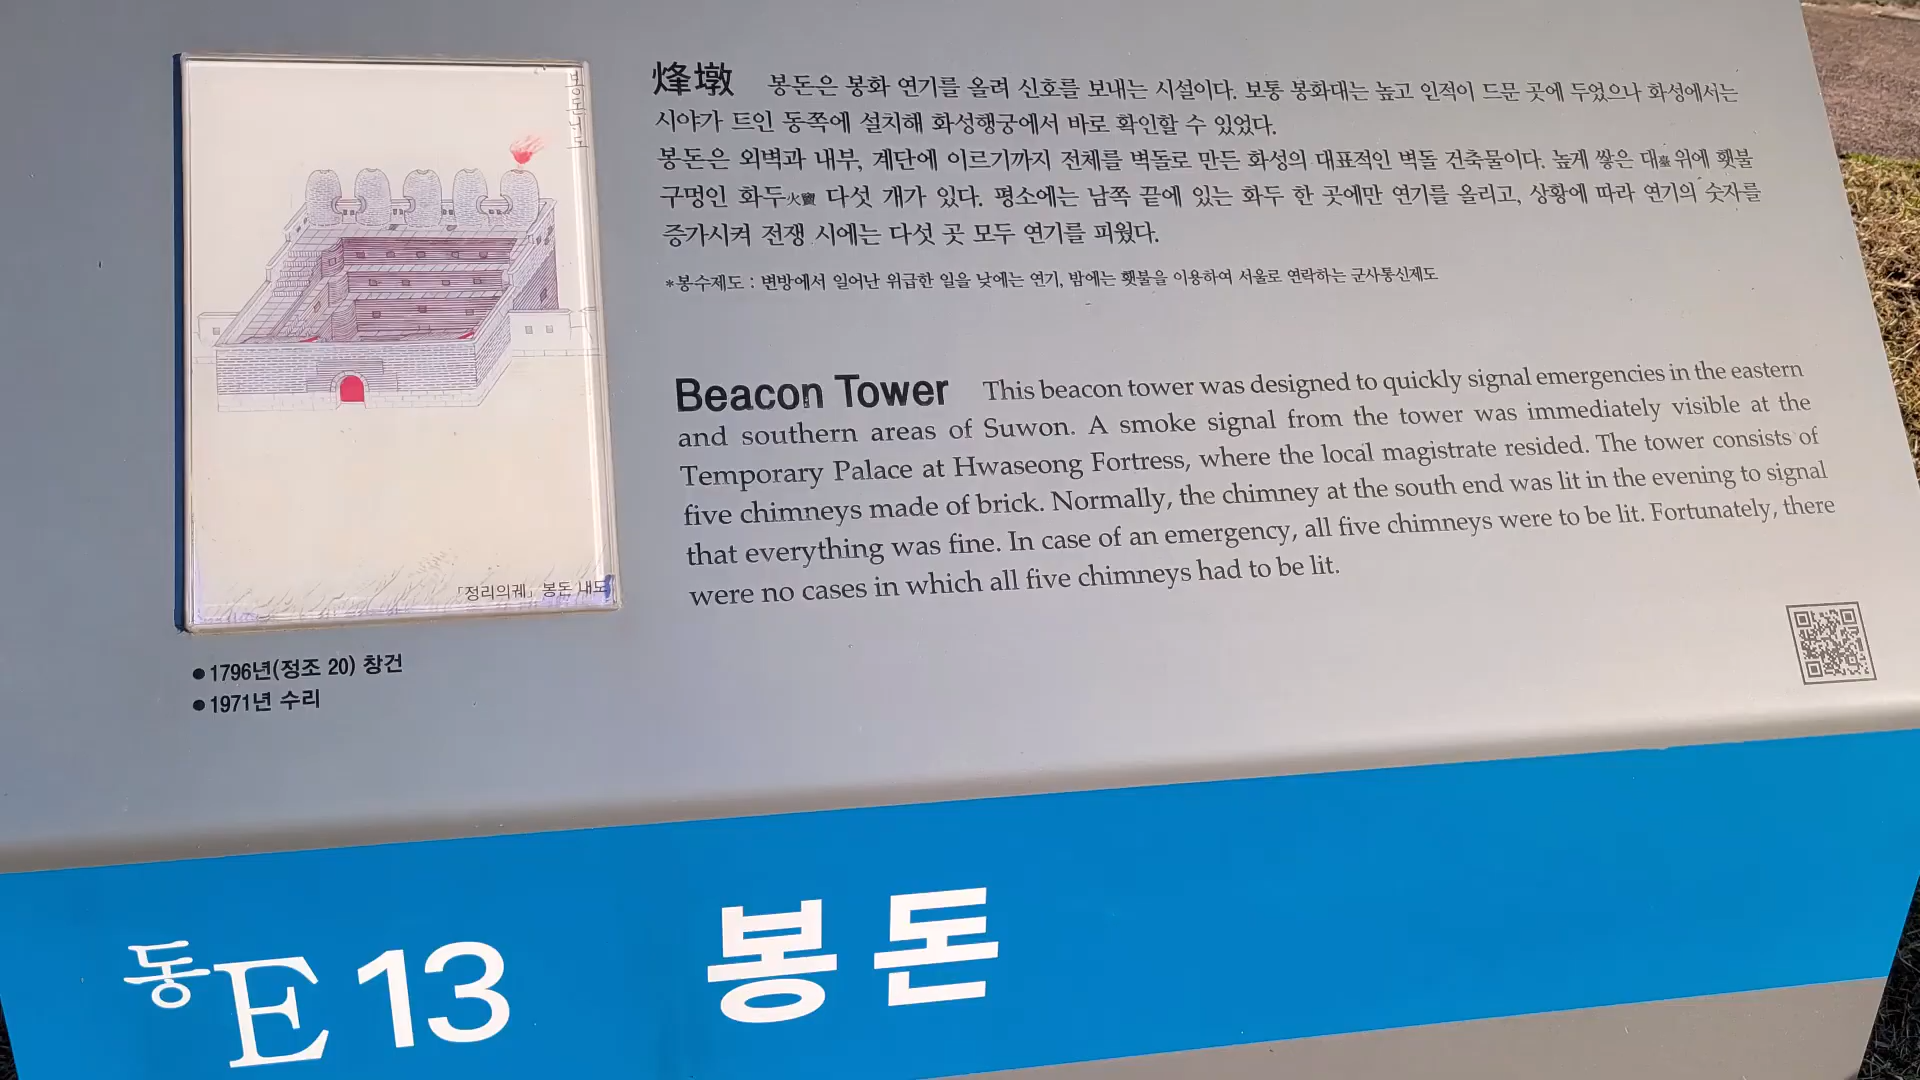 봉돈닉도
「정리의궤」 봉돈 내도
●1796년(정조 20) 창건
●1971년 수리
烽墩 봉돈은 봉화 연기를 올려 신호를 보내는 시설이다. 보통 봉화대는 높고 인적이 드문 곳에 두었으나 화성에서는
시야가 트인 동쪽에 설치해 화성행궁에서 바로 확인할 수 있었다.
봉돈은 외벽과 내부, 계단에 이르기까지 전체를 벽돌로 만든 화성의 대표적인 벽돌 건축물이다. 높게 쌓은 대臺 위에 횃불
구멍인 화두火竇 다섯 개가 있다. 평소에는 남쪽 끝에 있는 화두 한 곳에만 연기를 올리고, 상황에 따라 연기의 숫자를
증가시켜 전쟁 시에는 다섯 곳 모두 연기를 피웠다.
*봉수제도 : 변방에서 일어난 위급한 일을 낮에는 연기, 밤에는 횃불을 이용하여 서울로 연락하는 군사통신제도
Beacon Tower This beacon tower was designed to quickly signal emergencies in the eastern
and southern areas of Suwon. A smoke signal from the tower was immediately visible at the
Temporary Palace at Hwaseong Fortress, where the local magistrate resided. The tower consists of
five chimneys made of brick. Normally, the chimney at the south end was lit in the evening to signal
that everything was fine. In case of an emergency, all five chimneys were to be lit. Fortunately, there
were no cases in which all five chimneys had to be lit.
동E13 봉돈